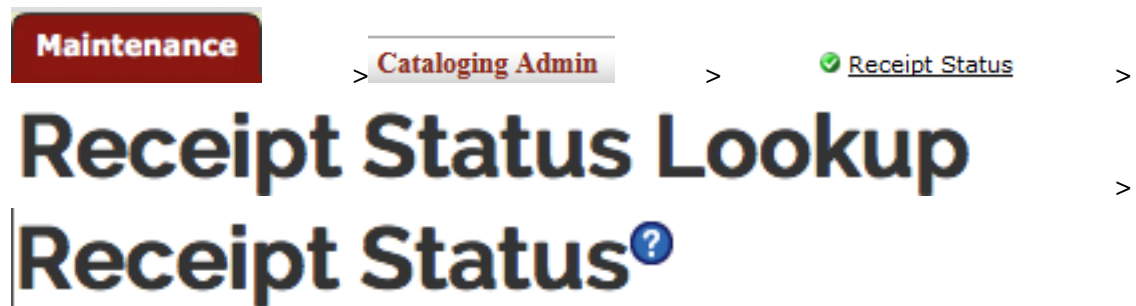 Maintenance > Cataloging Admin > Receipt Status >
Receipt Status Lookup >
Receipt Status?